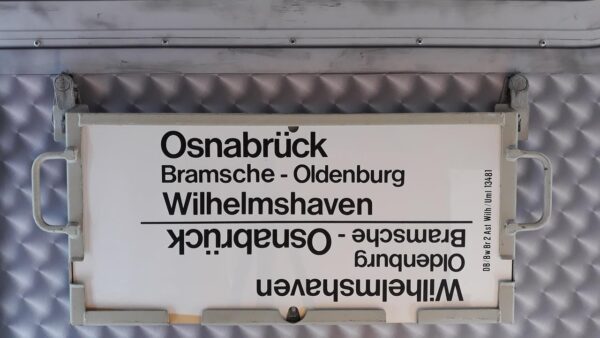 Osnabrück
Bramsche - Oldenburg
Wilhelmshaven
Wilhelmshaven
Oldenburg
Bramsche - Osnabrück
DB/Bw Br 2 Ast Wilh /Uml 13481